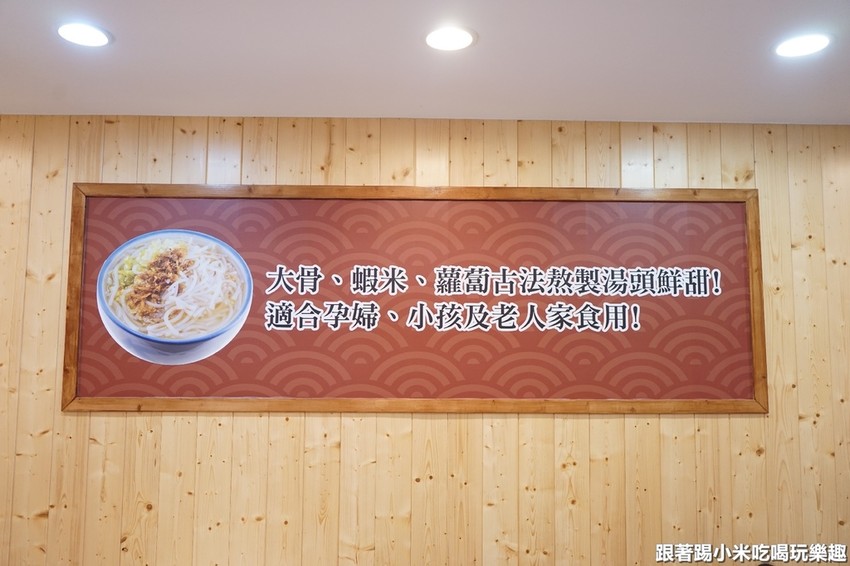 大骨、蝦米、蘿蔔古法熬製湯頭鮮甜!
適合孕婦、小孩及老人家食用!
跟著踢小米吃喝玩樂趣